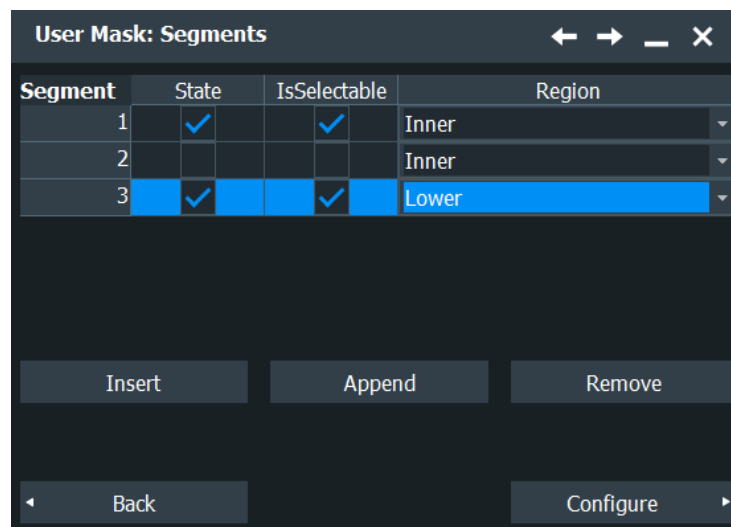 User Mask: Segments
Segment State IsSelectable Region
1 Inner
2 Inner
3 Lower
Insert Append Remove
Back Configure